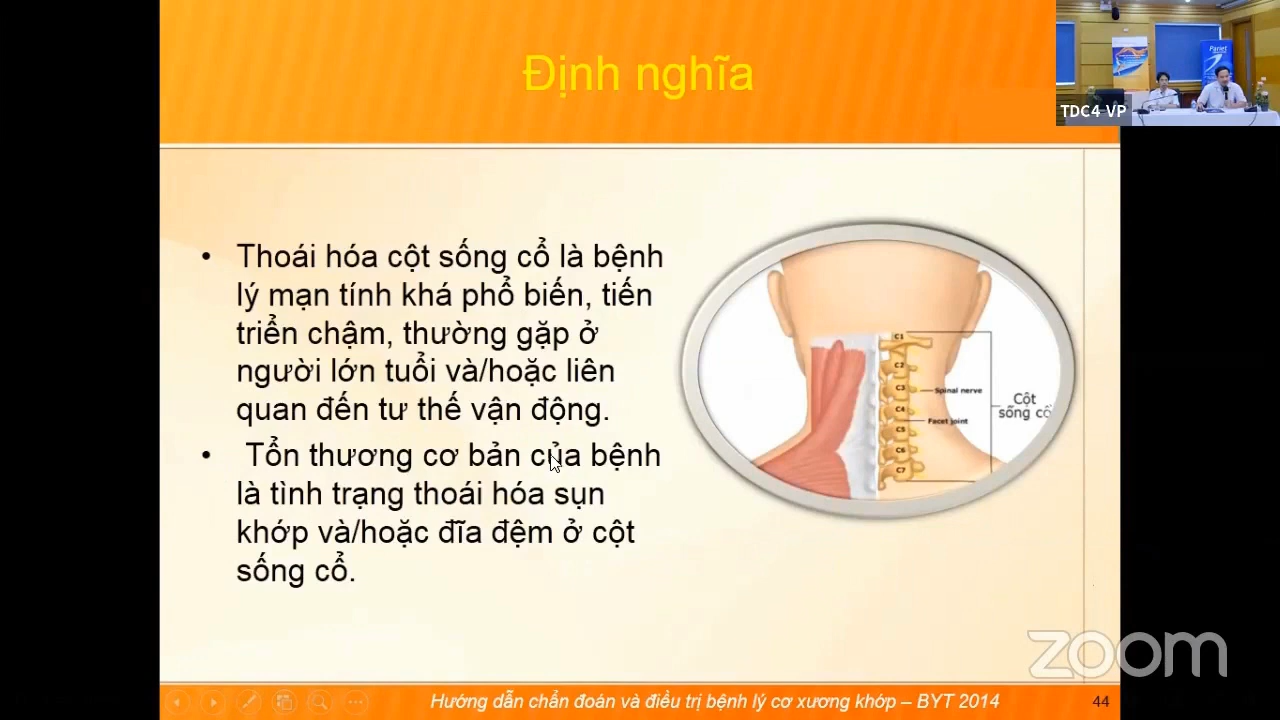 Định nghĩa
Pariet
TDC4 VP
• Thoái hóa cột sống cổ là bệnh
lý mạn tính khá phổ biến, tiến
triển chậm, thường gặp ở
người lớn tuổi và/hoặc liên
quan đến tư thế vận động.
• Tổn thương cơ bản của bệnh
là tình trạng thoái hóa sụn
khớp và/hoặc đĩa đệm ở cột
sống cổ.
C1
C2
C3
C4
C5
C6
C7
Spinal nerve
Facet joint
Cột
sống cổ
zoom
Hướng dẫn chẩn đoán và điều trị bệnh lý cơ xương khớp – BYT 2014
44